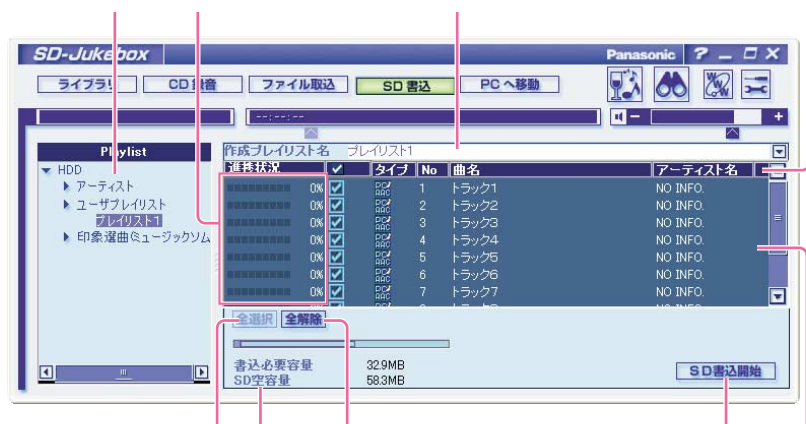 SD-Jukebox Panasonic ? _ □ X
ライブラリ CD 録音 ファイル取込 SD 書込 PC へ移動
--:--:-- − +
Playlist 作成プレイリスト名 プレイリスト1
進捗状況 タイプ No 曲名 アーティスト名
HDD
アーティスト
ユーザプレイリスト
プレイリスト1
印象選曲(ミュージックソム
0% AAC 1 トラック1 NO INFO.
0% AAC 2 トラック2 NO INFO.
0% AAC 3 トラック3 NO INFO.
0% AAC 4 トラック4 NO INFO.
0% AAC 5 トラック5 NO INFO.
0% AAC 6 トラック6 NO INFO.
0% AAC 7 トラック7 NO INFO.
全選択 全解除
書込必要容量 32.9MB
SD空容量 58.3MB
SD書込開始